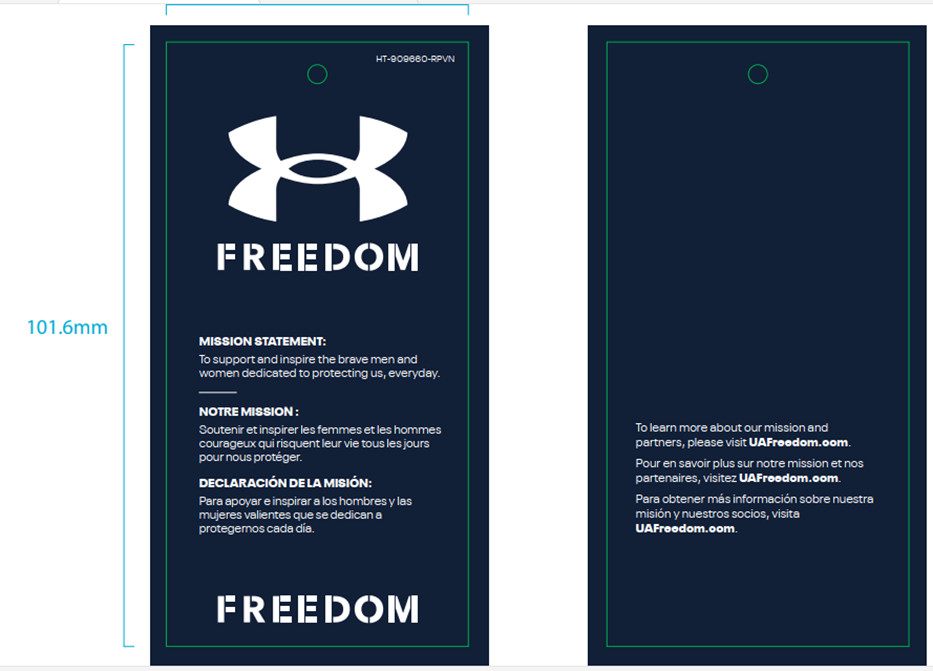 HT-909660-RPVN
FREEDOM
101.6mm
MISSION STATEMENT:
To support and inspire the brave men and
women dedicated to protecting us, everyday.
NOTRE MISSION :
Soutenir et inspirer les femmes et les hommes
courageux qui risquent leur vie tous les jours
pour nous protéger.
DECLARACIÓN DE LA MISIÓN:
Para apoyar e inspirar a los hombres y las
mujeres valientes que se dedican a
protegernos cada día.
FREEDOM
To learn more about our mission and
partners, please visit UAFreedom.com.
Pour en savoir plus sur notre mission et nos
partenaires, visitez UAFreedom.com.
Para obtener más información sobre nuestra
misión y nuestros socios, visita
UAFreedom.com.